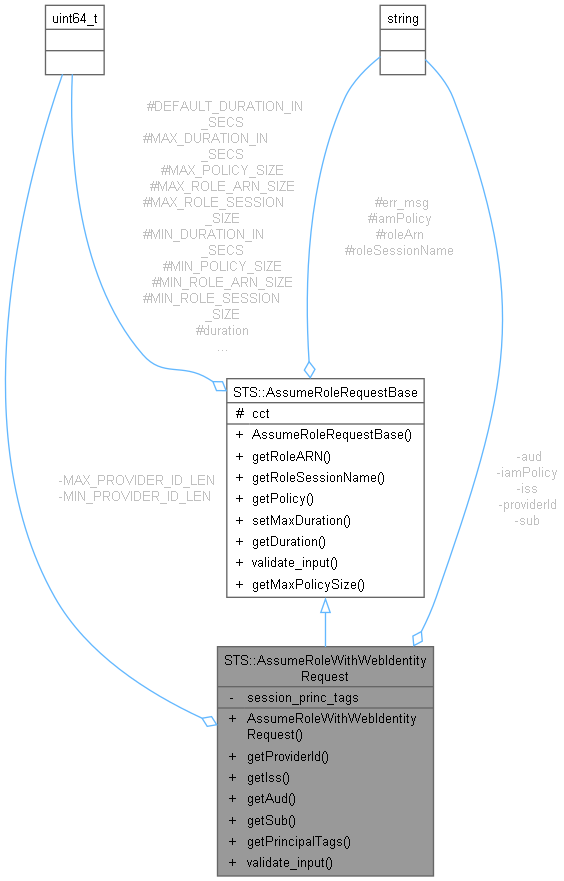 uint64_t
string
#DEFAULT_DURATION_IN
_SECS
#MAX_DURATION_IN
_SECS
#MAX_POLICY_SIZE
#MAX_ROLE_ARN_SIZE
#MAX_ROLE_SESSION
_SIZE
#MIN_DURATION_IN
_SECS
#MIN_POLICY_SIZE
#MIN_ROLE_ARN_SIZE
#MIN_ROLE_SESSION
_SIZE
#duration
...
#err_msg
#iamPolicy
#roleArn
#roleSessionName
STS::AssumeRoleRequestBase
# cct
+ AssumeRoleRequestBase()
+ getRoleARN()
+ getRoleSessionName()
+ getPolicy()
+ setMaxDuration()
+ getDuration()
+ validate_input()
+ getMaxPolicySize()
-MAX_PROVIDER_ID_LEN
-MIN_PROVIDER_ID_LEN
-aud
-iamPolicy
-iss
-providerId
-sub
STS::AssumeRoleWithWebIdentity
Request
- session_princ_tags
+ AssumeRoleWithWebIdentity
Request()
+ getProviderId()
+ getIss()
+ getAud()
+ getSub()
+ getPrincipalTags()
+ validate_input()